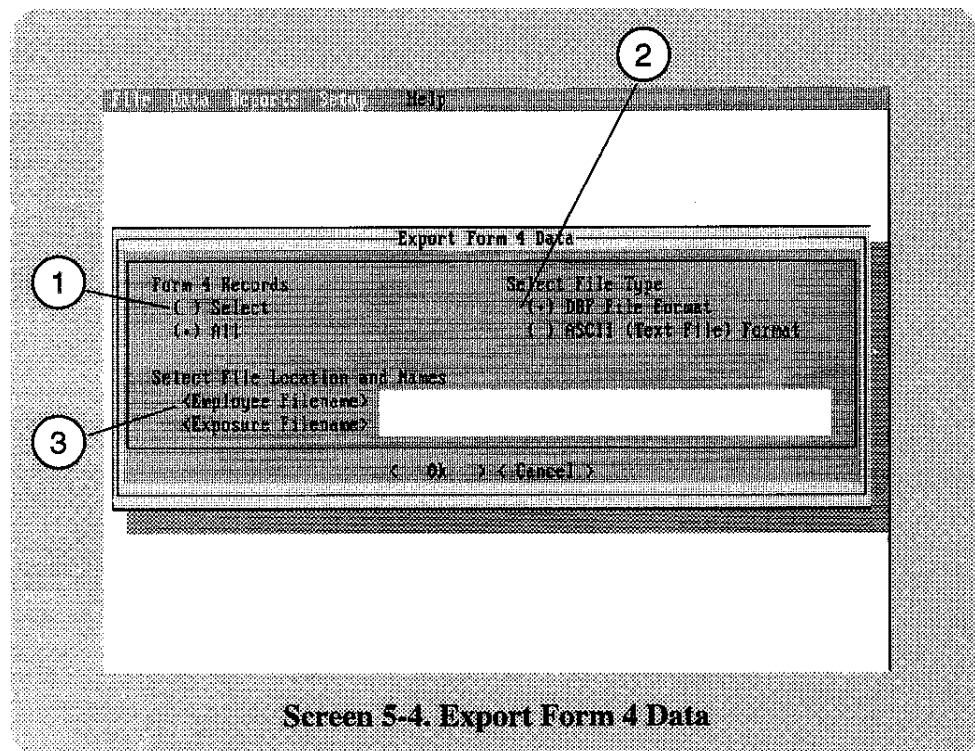 2
File Data Reports Setup Help
Export Form 4 Data
1
Form 4 Records
( ) Select
(•) All
Select File Type
(•) DBF File Format
( ) ASCII (Text File) Format
Select File Location and Names
<Employee Filename>
<Exposure Filename>
3
< Ok > < Cancel >
Screen 5-4. Export Form 4 Data